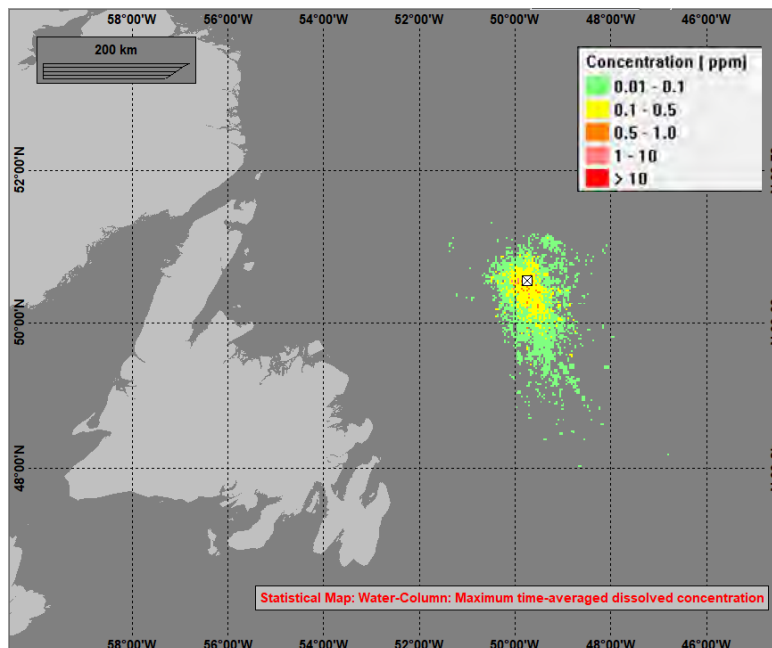 58°00'W 56°00'W 54°00'W 52°00'W 50°00'W 48°00'W 46°00'W
200 km
Concentration [ ppm]
0.01 - 0.1
0.1 - 0.5
0.5 - 1.0
1 - 10
> 10
52°00'N
50°00'N
48°00'N
Statistical Map: Water-Column: Maximum time-averaged dissolved concentration
58°00'W 56°00'W 54°00'W 52°00'W 50°00'W 48°00'W 46°00'W